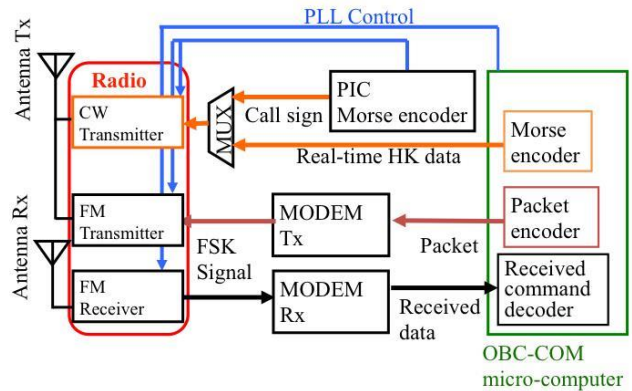 PLL Control
Antenna Tx
Radio
CW
Transmitter
MUX
Call sign
PIC
Morse encoder
Real-time HK data
Morse
encoder
FM
Transmitter
FSK
Signal
MODEM
Tx
Packet
Packet
encoder
Antenna Rx
FM
Receiver
MODEM
Rx
Received
data
Received
command
decoder
OBC-COM
micro-computer